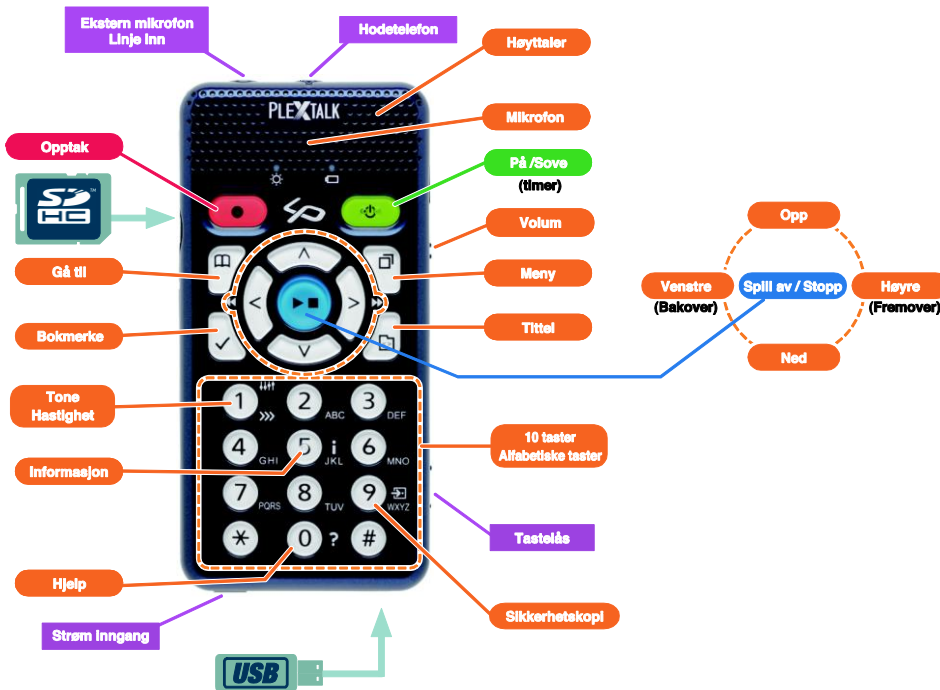 Ekstern mikrofon
Linje Inn
Hodetelefon
Høyttaler
PLEXTALK
Mikrofon
Opptak
På /Sove
(timer)
SD
HC
TM
Volum
Opp
Gå til
Meny
Venstre
(Bakover)
Spill av / Stopp
Høyre
(Fremover)
Bokmerke
Tittel
Ned
Tone
Hastighet
1
2 ABC
3 DEF
10 taster
Alfabetiske taster
4 GHI
5 i JKL
6 MNO
Informasjon
7 PQRS
8 TUV
9 WXYZ
* 0 ? #
Tastelås
Hjelp
Sikkerhetskopi
Strøm Inngang
USB